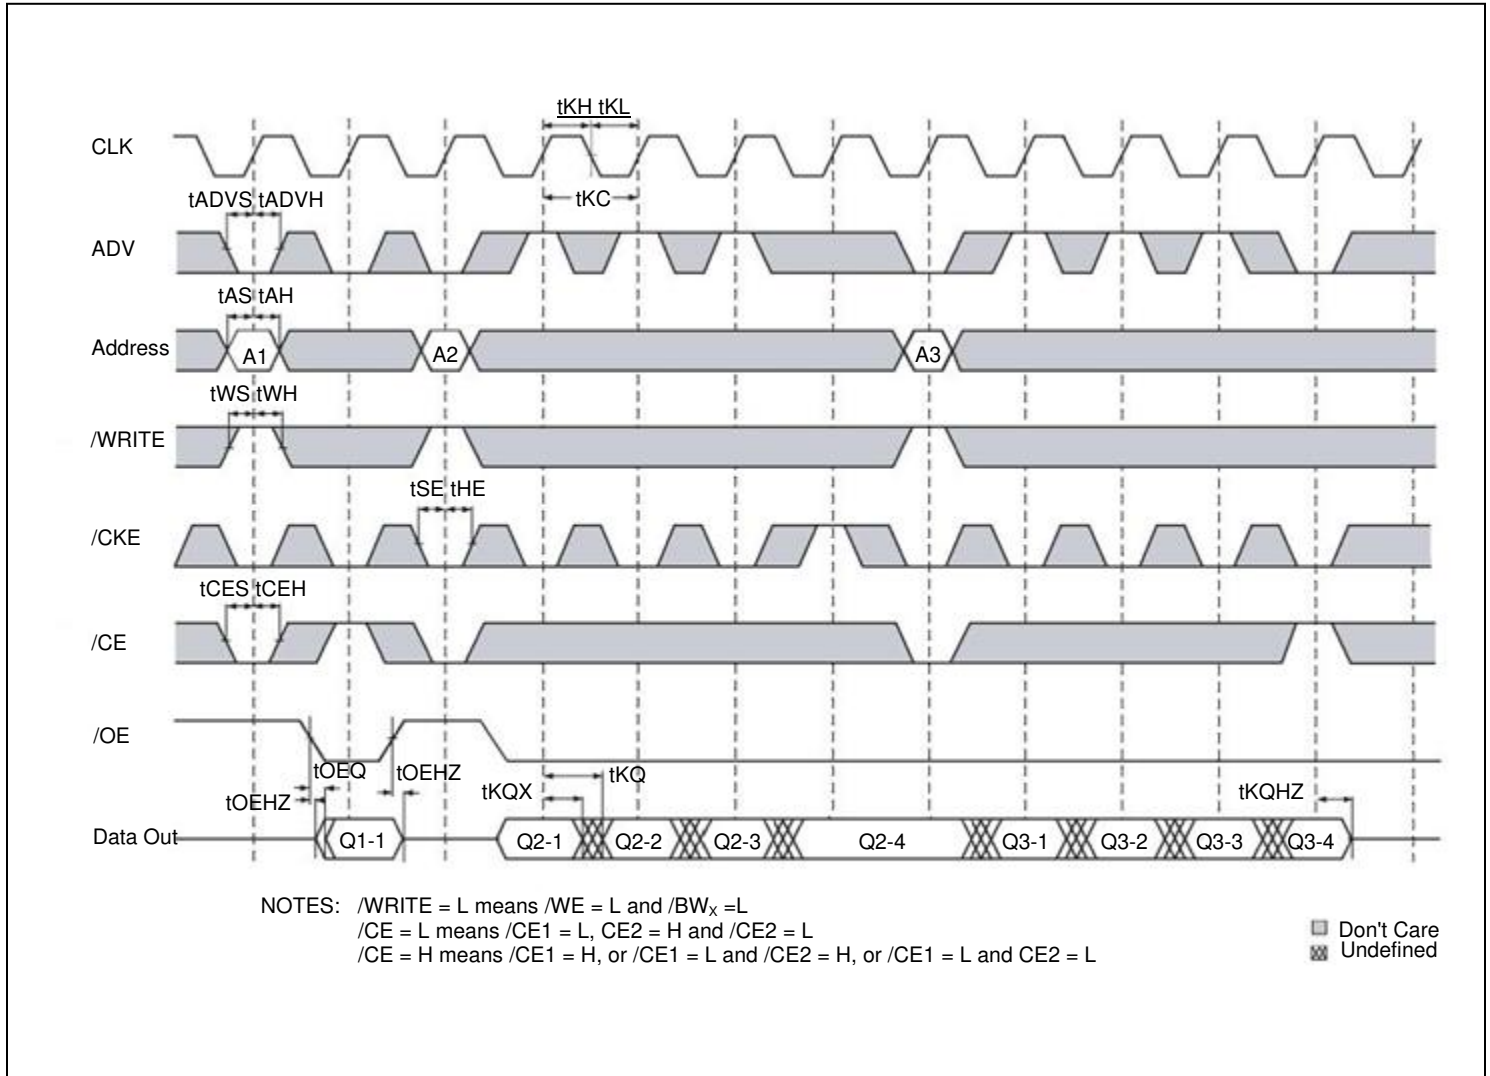 tKH tKL
CLK
tKC
tADVS tADVH
ADV
tAS tAH
Address
A1
A2
A3
tWS tWH
/WRITE
tSE tHE
/CKE
tCES tCEH
/CE
/OE
tOEQ
tOEHZ
tKQ
tOEHZ
tKQX
tKQHZ
Data Out
Q1-1
Q2-1
Q2-2
Q2-3
Q2-4
Q3-1
Q3-2
Q3-3
Q3-4
NOTES: /WRITE = L means /WE = L and /BWX =L
/CE = L means /CE1 = L, CE2 = H and /CE2 = L
/CE = H means /CE1 = H, or /CE1 = L and /CE2 = H, or /CE1 = L and CE2 = L
Don't Care
Undefined